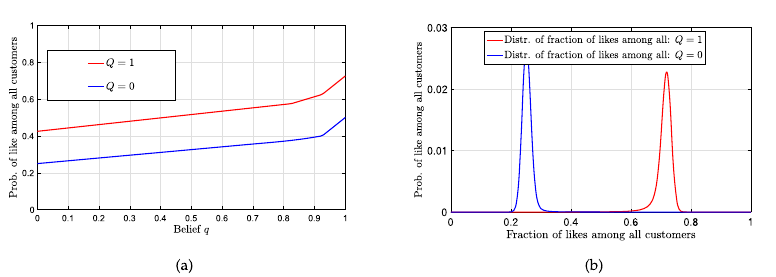 Prob. of like among all customers
1
0.8
0.6
0.4
0.2
0
Q = 1
Q = 0
0 0.1 0.2 0.3 0.4 0.5 0.6 0.7 0.8 0.9 1
Belief q
(a)
Prob. of like among all customers
0.03
0.02
0.01
0
Distr. of fraction of likes among all: Q = 1
Distr. of fraction of likes among all: Q = 0
0 0.2 0.4 0.6 0.8 1
Fraction of likes among all customers
(b)